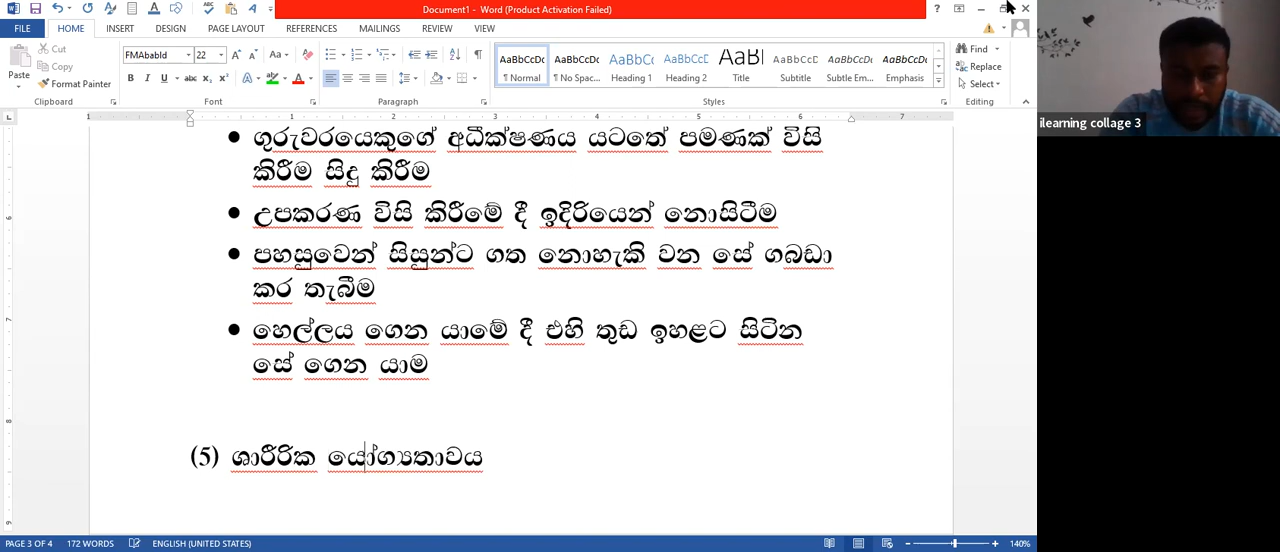 Document1 - Word (Product Activation Failed)
FILE HOME INSERT DESIGN PAGE LAYOUT REFERENCES MAILINGS REVIEW VIEW
Paste Cut Copy Format Painter Clipboard
FMAbabld 22 Font
Paragraph
AaBbCcDc AaBbCcDc AaBbCc AaBbCcD AaBl AaBbCcD AaBbCcDc AaBbCcDc
¶ Normal ¶ No Spac... Heading 1 Heading 2 Title Subtitle Subtle Em... Emphasis
Styles
Find Replace Select Editing
ilearning collage 3
• ගුරුවරයෙකුගේ අධීක්ෂණය යටතේ පමණක් විසි
කිරීම සිදු කිරීම
• උපකරණ විසි කිරීමේ දී ඉදිරියෙන් නොසිටීම
• පහසුවෙන් සිසුන්ට ගත නොහැකි වන සේ ගබඩා
කර තැබීම
• හෙල්ලය ගෙන යාමේ දී එහි තුඩ ඉහළට සිටින
සේ ගෙන යාම
(5) ශාරීරික යෝග්‍යතාවය
PAGE 3 OF 4 172 WORDS ENGLISH (UNITED STATES) 140%